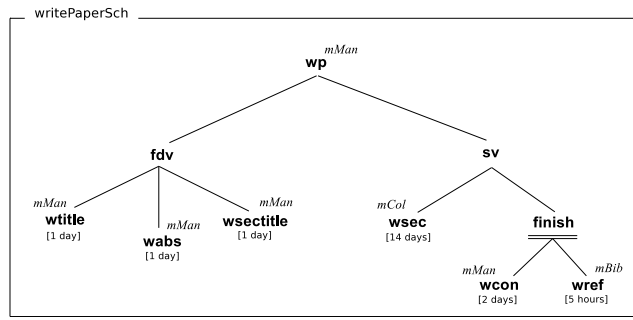 writePaperSch
mMan
wp
fdv
sv
mMan
wtitle
[1 day]
mMan
wabs
[1 day]
mMan
wsectitle
[1 day]
mCol
wsec
[14 days]
finish
mMan
wcon
[2 days]
mBib
wref
[5 hours]